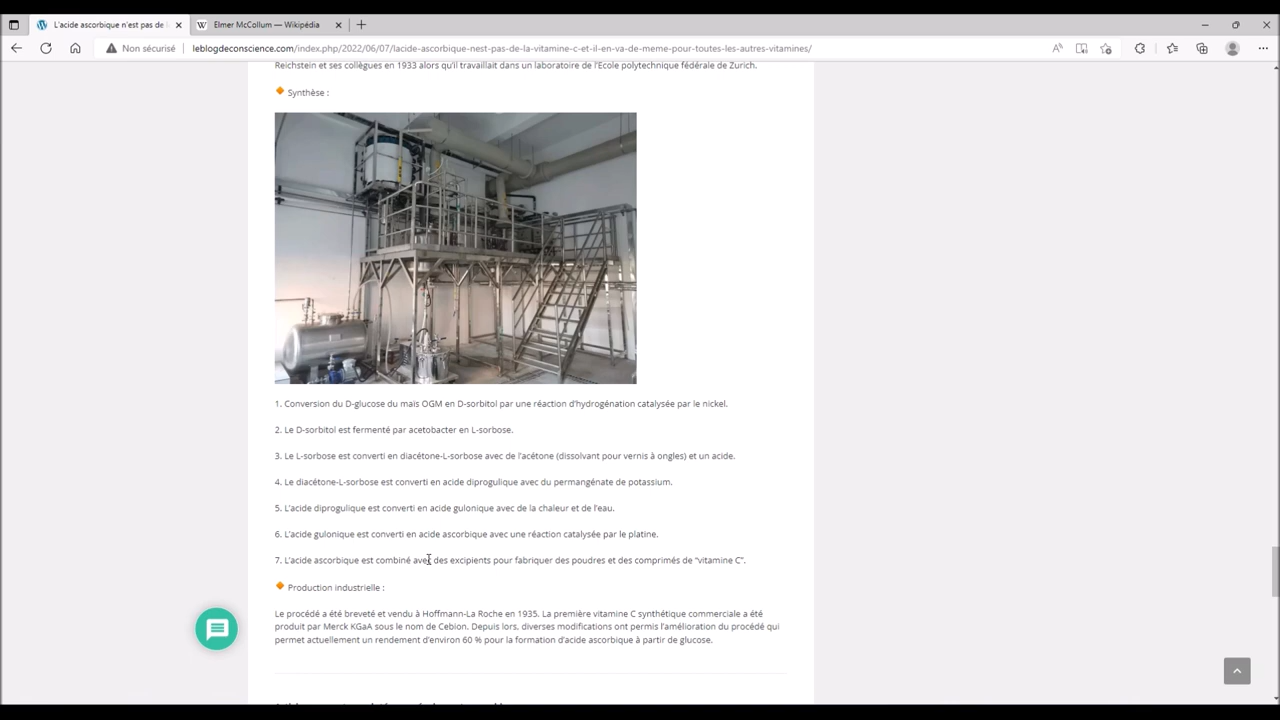 L'acide ascorbique n'est pas de
Elmer McCollum — Wikipédia
Non sécurisé
leblogdeconscience.com/index.php/2022/06/07/lacide-ascorbique-nest-pas-de-la-vitamine-c-et-il-en-va-de-meme-pour-toutes-les-autres-vitamines/
Reichstein et ses collègues en 1933 alors qu'il travaillait dans un laboratoire de l'Ecole polytechnique fédérale de Zurich.
Synthèse :
1. Conversion du D-glucose du maïs OGM en D-sorbitol par une réaction d'hydrogénation catalysée par le nickel.
2. Le D-sorbitol est fermenté par acetobacter en L-sorbose.
3. Le L-sorbose est converti en diacétone-L-sorbose avec de l'acétone (dissolvant pour vernis à ongles) et un acide.
4. Le diacétone-L-sorbose est converti en acide diprogulique avec du permangénate de potassium.
5. L'acide diprogulique est converti en acide gulonique avec de la chaleur et de l'eau.
6. L'acide gulonique est converti en acide ascorbique avec une réaction catalysée par le platine.
7. L'acide ascorbique est combiné avec des excipients pour fabriquer des poudres et des comprimés de "vitamine C".
Production industrielle :
Le procédé a été breveté et vendu à Hoffmann-La Roche en 1935. La première vitamine C synthétique commerciale a été
produit par Merck KGaA sous le nom de Cebion. Depuis lors, diverses modifications ont permis l'amélioration du procédé qui
permet actuellement un rendement d'environ 60 % pour la formation d'acide ascorbique à partir de glucose.